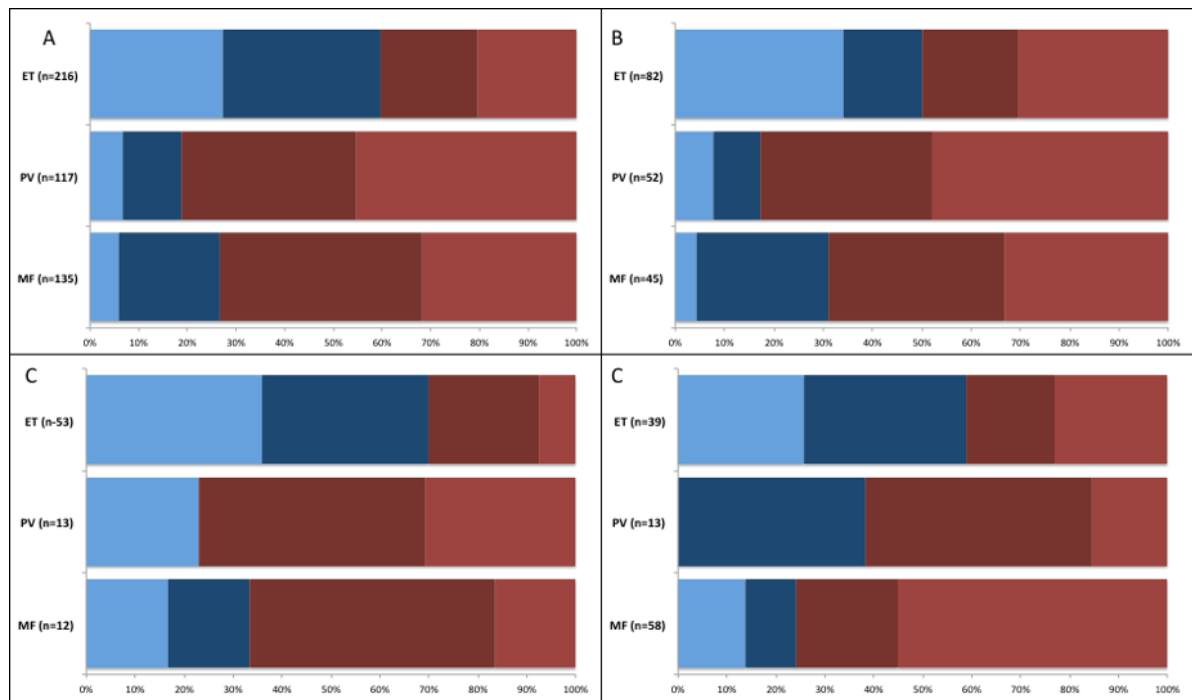 A
ET (n=216)
PV (n=117)
MF (n=135)
0% 10% 20% 30% 40% 50% 60% 70% 80% 90% 100%
B
ET (n=82)
PV (n=52)
MF (n=45)
0% 10% 20% 30% 40% 50% 60% 70% 80% 90% 100%
C
ET (n-53)
PV (n=13)
MF (n=12)
0% 10% 20% 30% 40% 50% 60% 70% 80% 90% 100%
C
ET (n=39)
PV (n=13)
MF (n=58)
0% 10% 20% 30% 40% 50% 60% 70% 80% 90% 100%